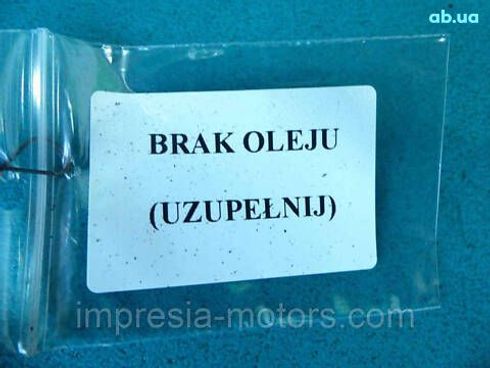 ab.ua
BRAK OLEJU
(UZUPEŁNIJ)
impresia-motors.com